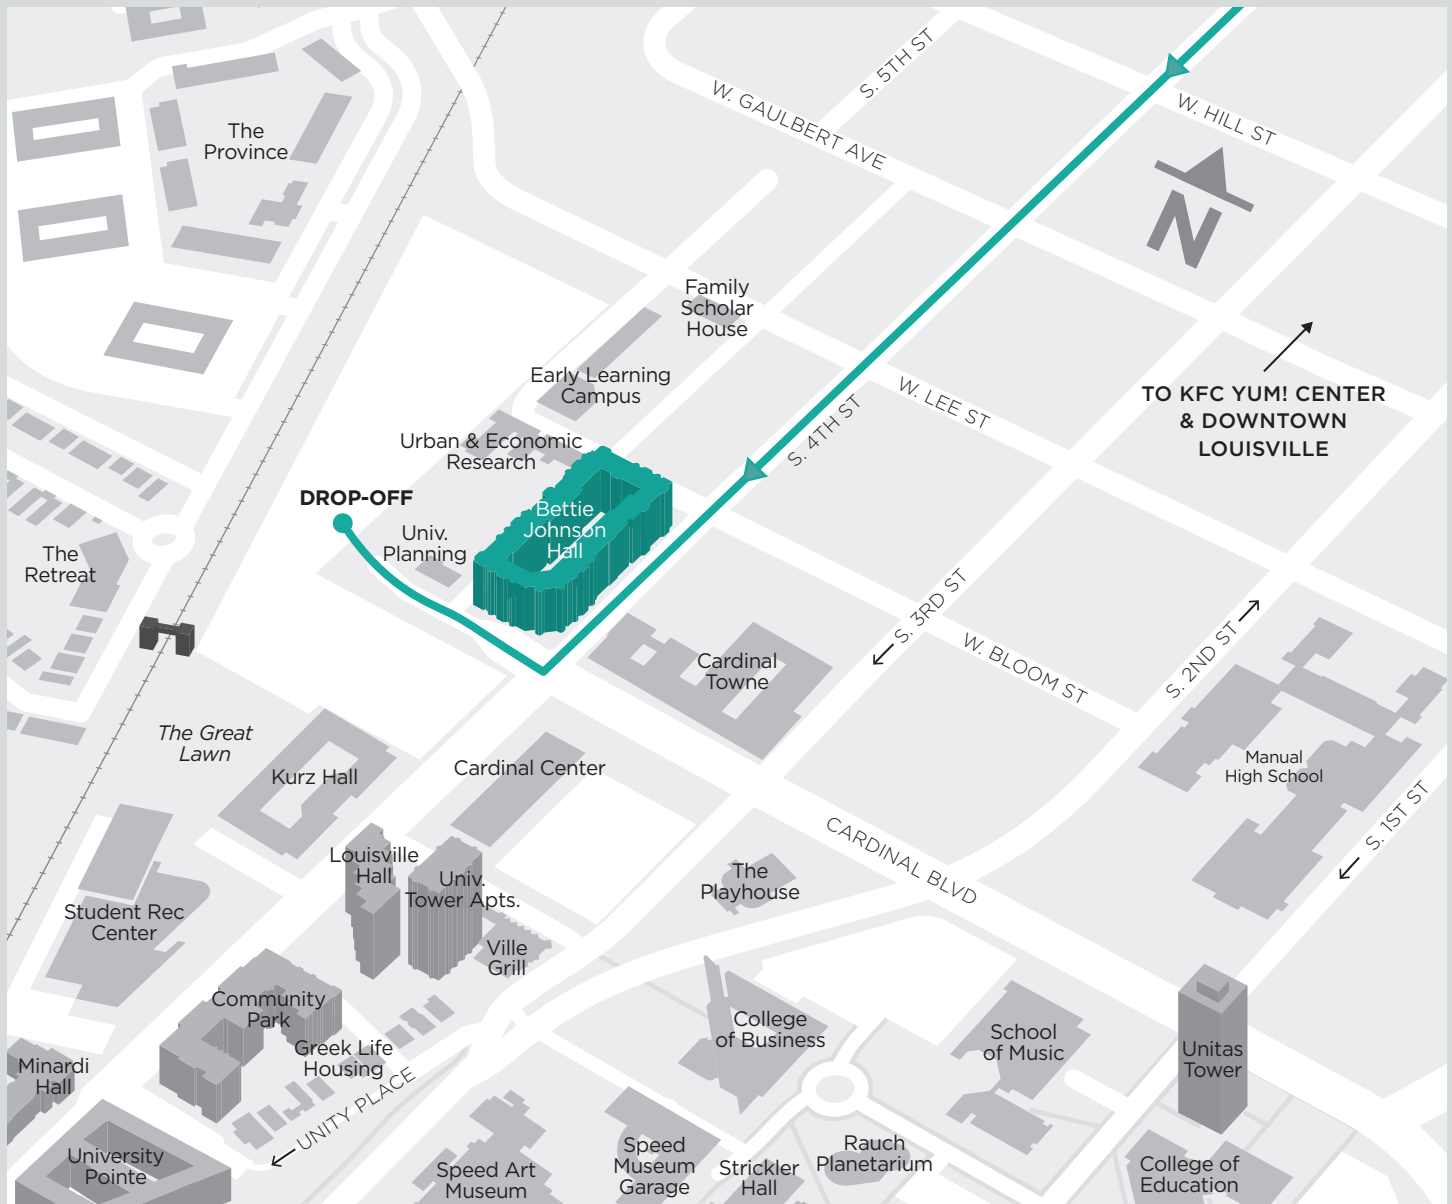 S. 5TH ST
W. GAULBERT AVE
W. HILL ST
The
Province
N
Family
Scholar
House
TO KFC YUM! CENTER
& DOWNTOWN
LOUISVILLE
Early Learning
Campus
W. LEE ST
S. 4TH ST
Urban & Economic
Research
DROP-OFF
Bettie
Johnson
Hall
Univ.
Planning
The
Retreat
S. 3RD ST
S. 2ND ST
W. BLOOM ST
Cardinal
Towne
The Great
Lawn
Kurz Hall
Cardinal Center
Manual
High School
S. 1ST ST
CARDINAL BLVD
Louisville
Hall
Univ.
Tower Apts.
The
Playhouse
Student Rec
Center
Ville
Grill
Community
Park
College
of Business
School
of Music
Unitas
Tower
Greek Life
Housing
Minardi
Hall
UNITY PLACE
University
Pointe
Speed Art
Museum
Speed
Museum
Garage
Strickler
Hall
Rauch
Planetarium
College of
Education